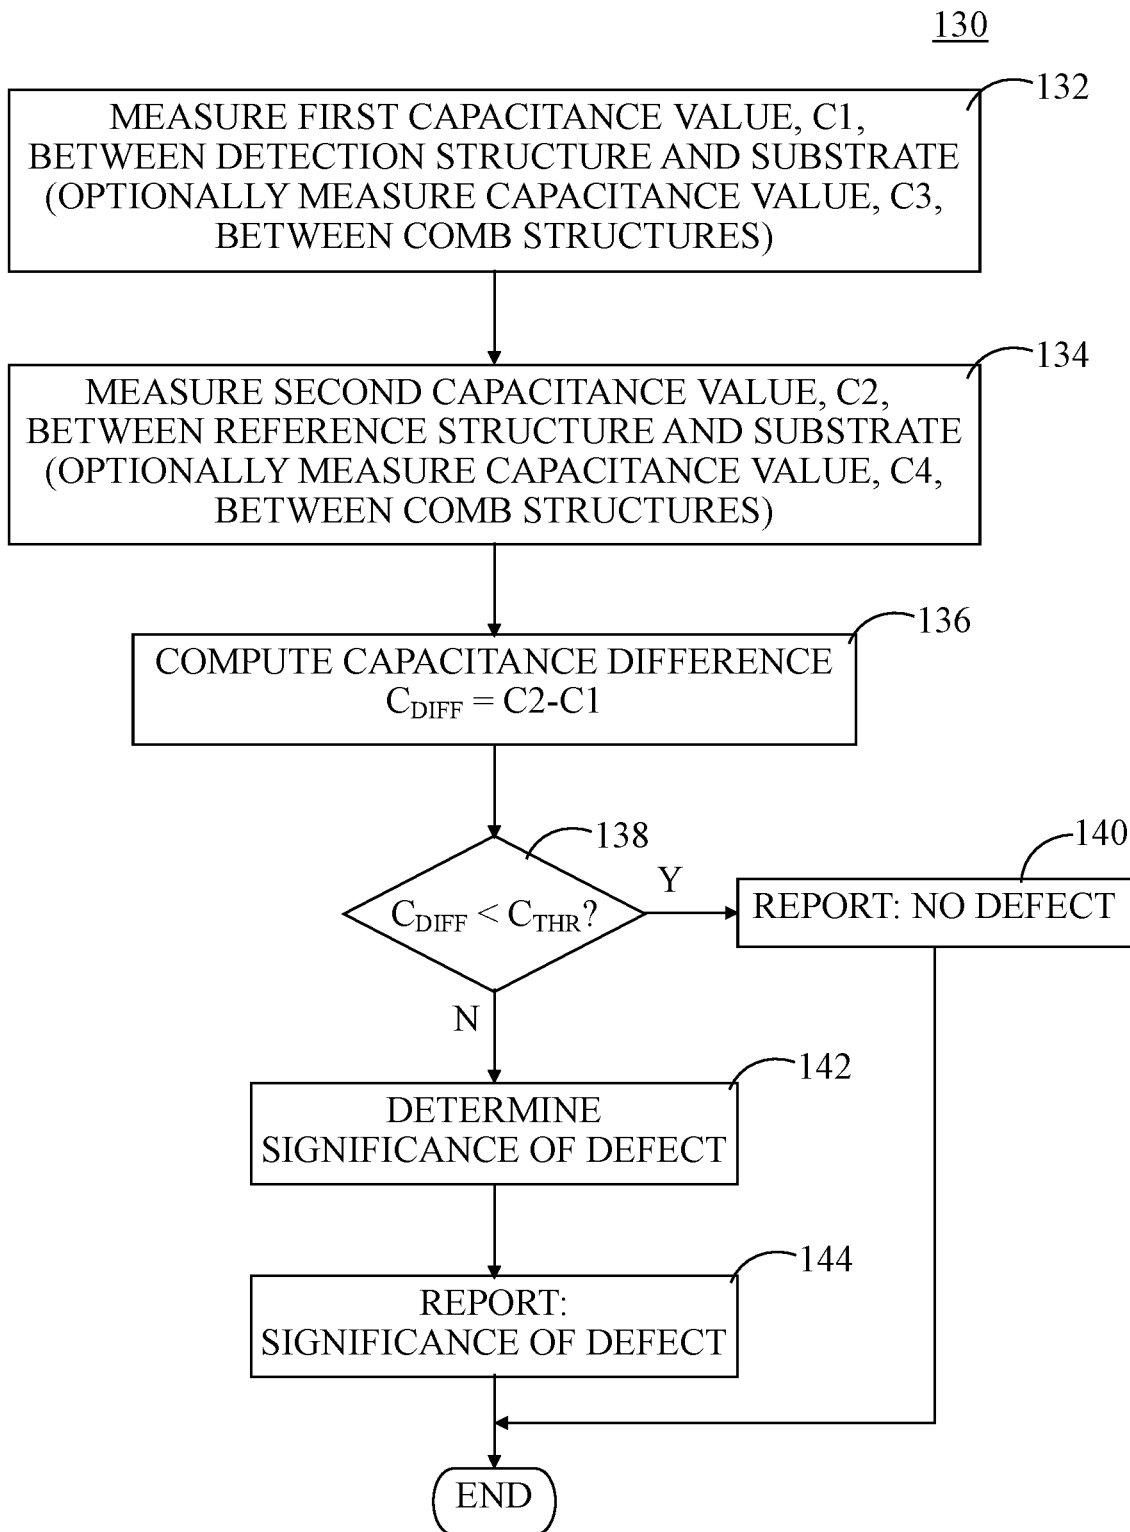 130
132
MEASURE FIRST CAPACITANCE VALUE, C1,
BETWEEN DETECTION STRUCTURE AND SUBSTRATE
(OPTIONALLY MEASURE CAPACITANCE VALUE, C3,
BETWEEN COMB STRUCTURES)
134
MEASURE SECOND CAPACITANCE VALUE, C2,
BETWEEN REFERENCE STRUCTURE AND SUBSTRATE
(OPTIONALLY MEASURE CAPACITANCE VALUE, C4,
BETWEEN COMB STRUCTURES)
136
COMPUTE CAPACITANCE DIFFERENCE
CDIFF = C2-C1
138
CDIFF < CTHR?
Y
140
REPORT: NO DEFECT
N
142
DETERMINE
SIGNIFICANCE OF DEFECT
144
REPORT:
SIGNIFICANCE OF DEFECT
END